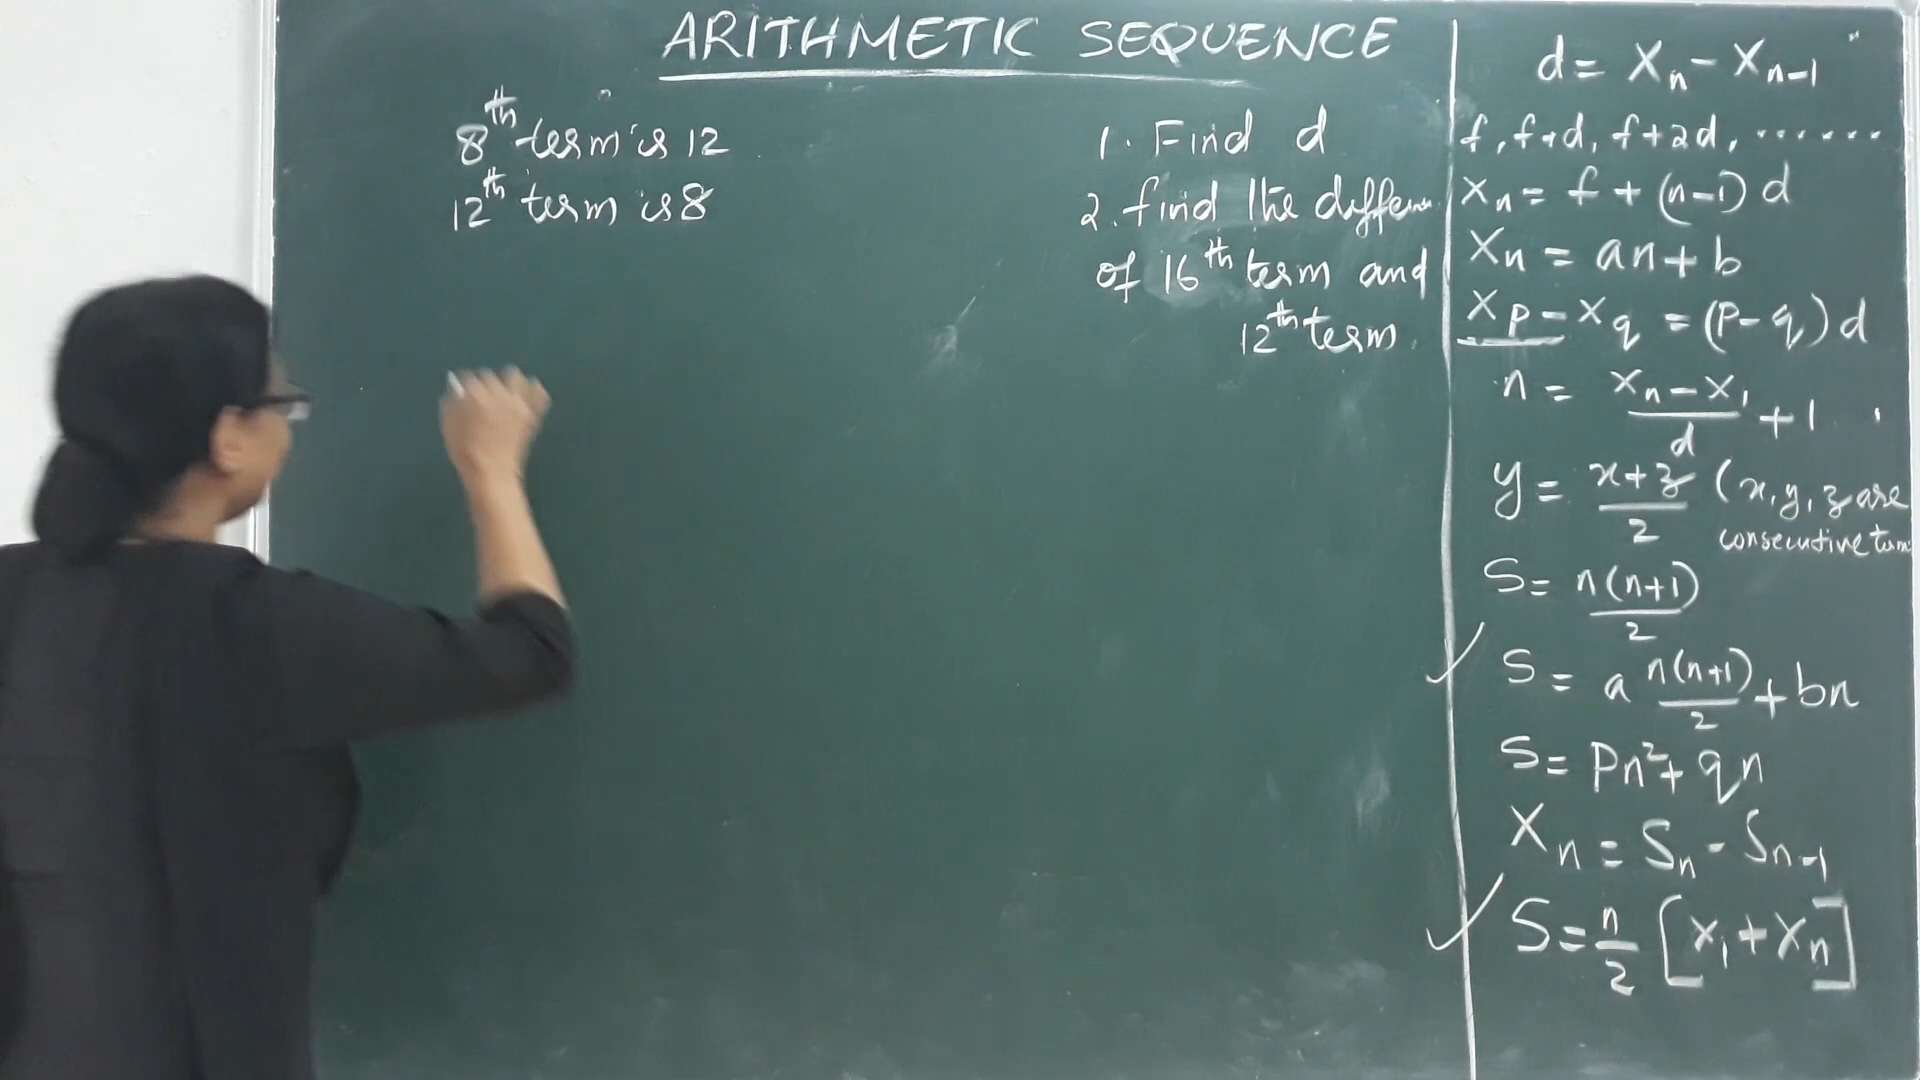 ARITHMETIC SEQUENCE
8th term is 12
12th term is 8
1. Find d
2. find the
of 16th term and
12th term.
d = Xn - Xn-1
f, f+d, f+2d, .......
Xn = f + (n-1) d
Xn = an + b
Xp - Xq = (p-q) d
n = (Xn - X1)/d + 1
y = (x+z)/2 (x, y, z are
consecutive
S = n(n+1)/2
S = a n(n+1)/2 + bn
S = pn² + qn
Xn = Sn - Sn-1
S = n/2 [X1 + Xn]